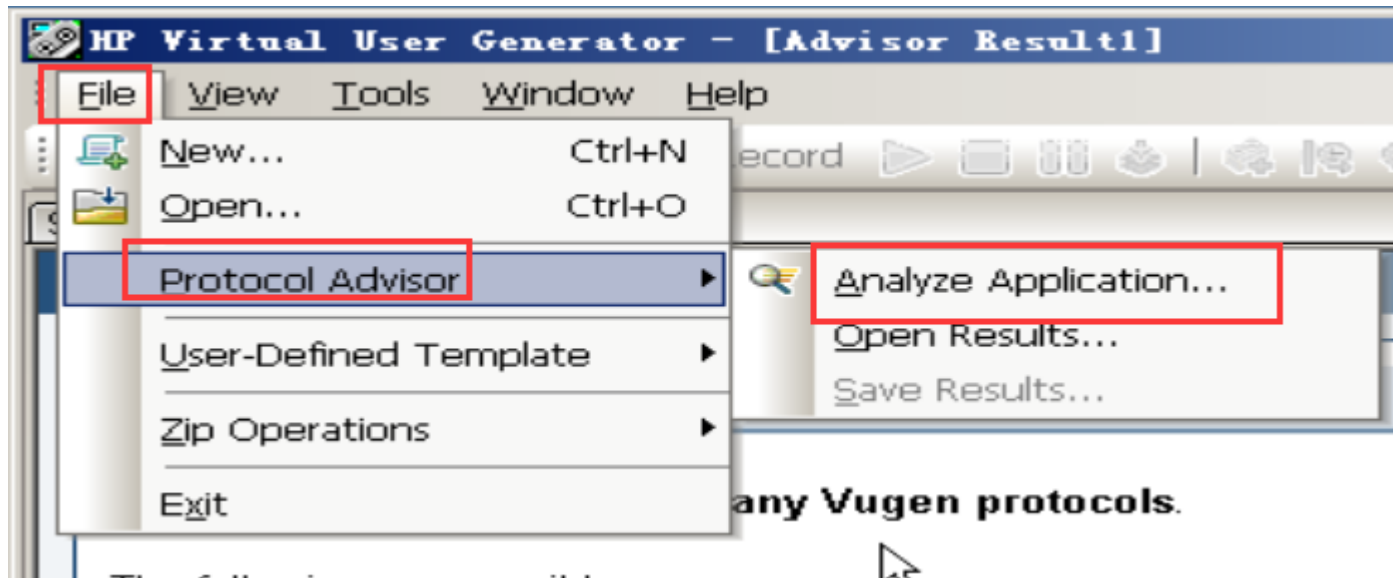 HP Virtual User Generator - [Advisor Result1]
File View Tools Window Help
New... Ctrl+N
ecord
Open... Ctrl+O
Protocol Advisor
Analyze Application...
Open Results...
User-Defined Template
Save Results...
Zip Operations
Exit
any Vugen protocols.